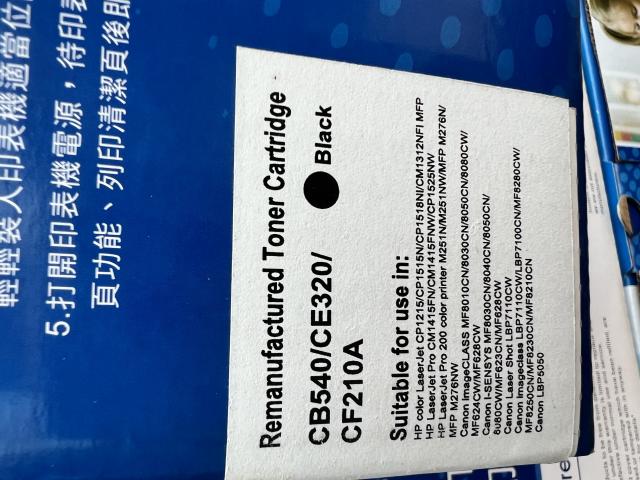 輕輕裝入印表機適當位
5.打開印表機電源，待印表
頁功能、列印清潔頁後即
Remanufactured Toner Cartridge
CB540/CE320/
CF210A
Black
Suitable for use in:
HP color LaserJet CP1215/CP1515N/CP1518NI/CM1312NFI MFP
HP LaserJet Pro CM1415FN/CM1415FNW/CP1525NW
HP LaserJet Pro 200 color printer M251N/M251NW/MFP M276N/
MFP M276NW
Canon imageCLASS MF8010CN/8030CN/8050CN/8080CW/
MF624CW/MF628CW
Canon I-SENSYS MF8030CN/8040CN/8050CN/
8080CW/MF623CN/MF628CW
Canon Laser Shot LBP7110CW
Canon Imageclass LBP7110CW/LBP7100CN/MF8280CW/
MF8250CN/MF8230CN/MF8210CN
Canon LBP5050